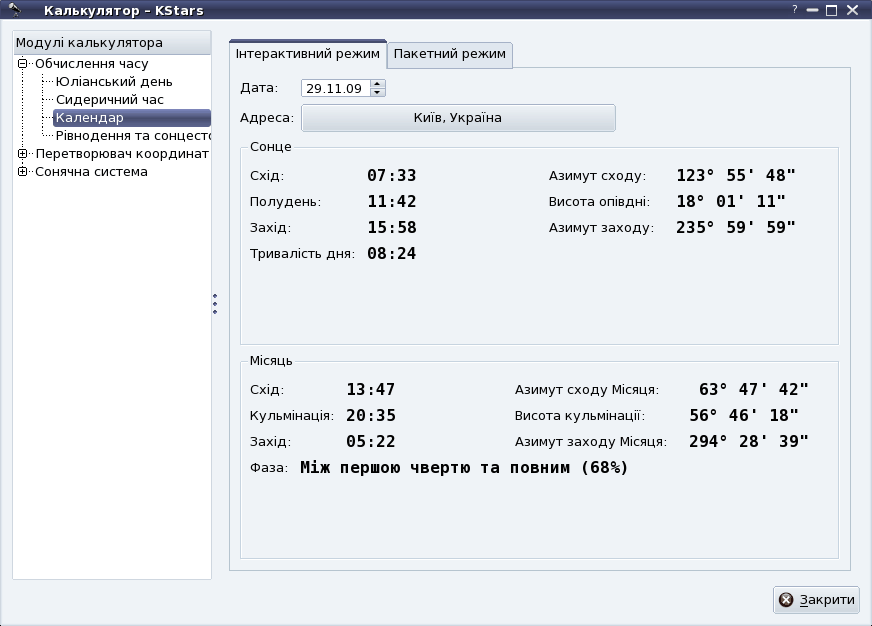 Калькулятор – KStars
?
Модулі калькулятора
Обчислення часу
Юліанський день
Сидеричний час
Календар
Рівнодення та сонцесто
Перетворювач координат
Сонячна система
Інтерактивний режим
Пакетний режим
Дата: 29.11.09
Адреса: Київ, Україна
Сонце
Схід: 07:33 Азимут сходу: 123° 55' 48"
Полудень: 11:42 Висота опівдні: 18° 01' 11"
Захід: 15:58 Азимут заходу: 235° 59' 59"
Тривалість дня: 08:24
Місяць
Схід: 13:47 Азимут сходу Місяця: 63° 47' 42"
Кульмінація: 20:35 Висота кульмінації: 56° 46' 18"
Захід: 05:22 Азимут заходу Місяця: 294° 28' 39"
Фаза: Між першою чвертю та повним (68%)
Закрити